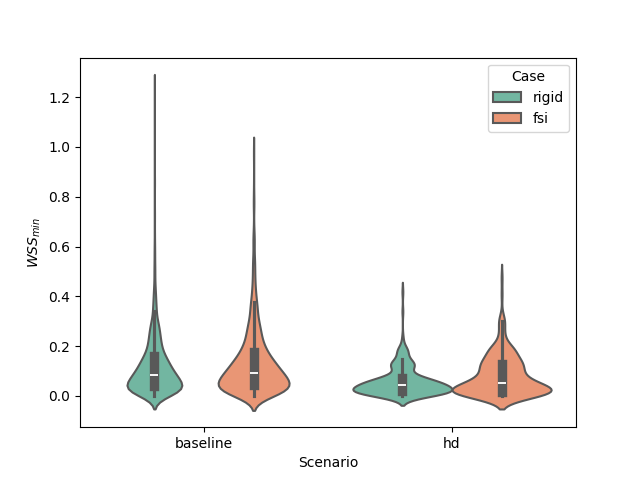 Case
rigid
fsi
1.2
1.0
0.8
0.6
0.4
0.2
0.0
WSS_min
baseline
hd
Scenario